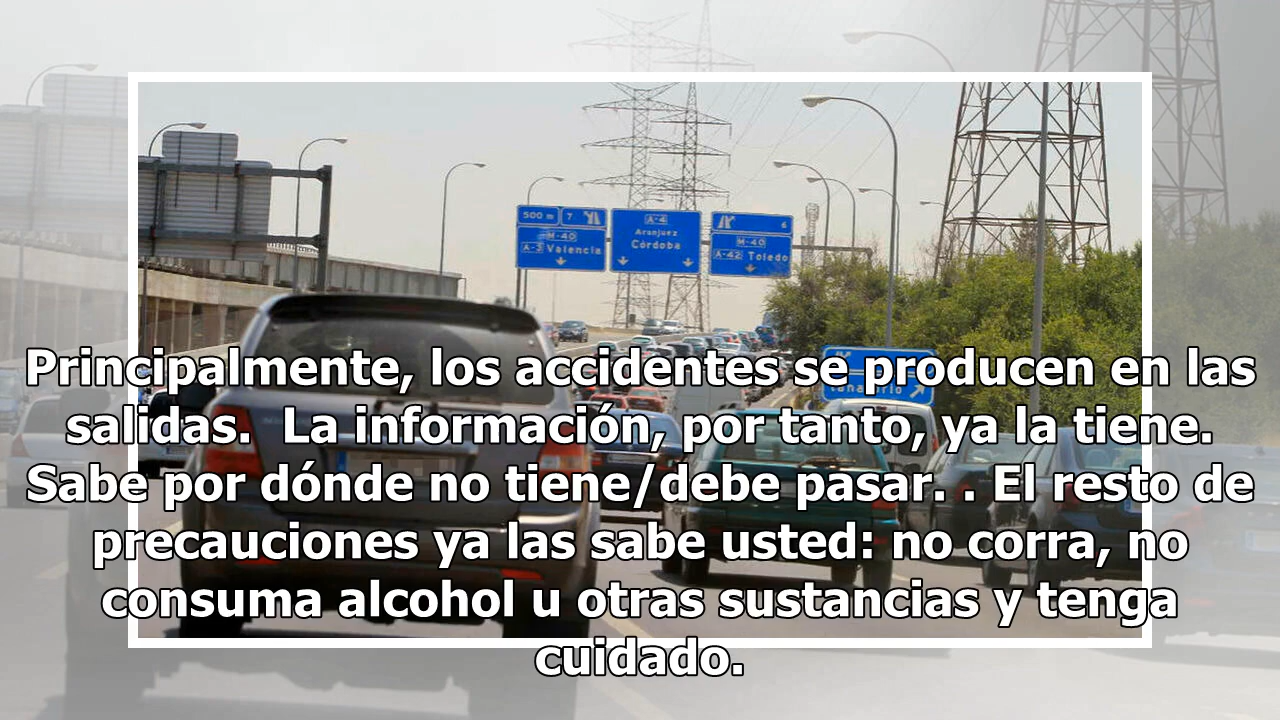 500 m 7
M-40
A-3 Valencia
A-4
Aranjuez
Córdoba
6
M-40
A-42 Toledo
Principalmente, los accidentes se producen en las
salidas.  La información, por tanto, ya la tiene.
Sabe por dónde no tiene/debe pasar. . El resto de
precauciones ya las sabe usted: no corra, no
consuma alcohol u otras sustancias y tenga
cuidado.